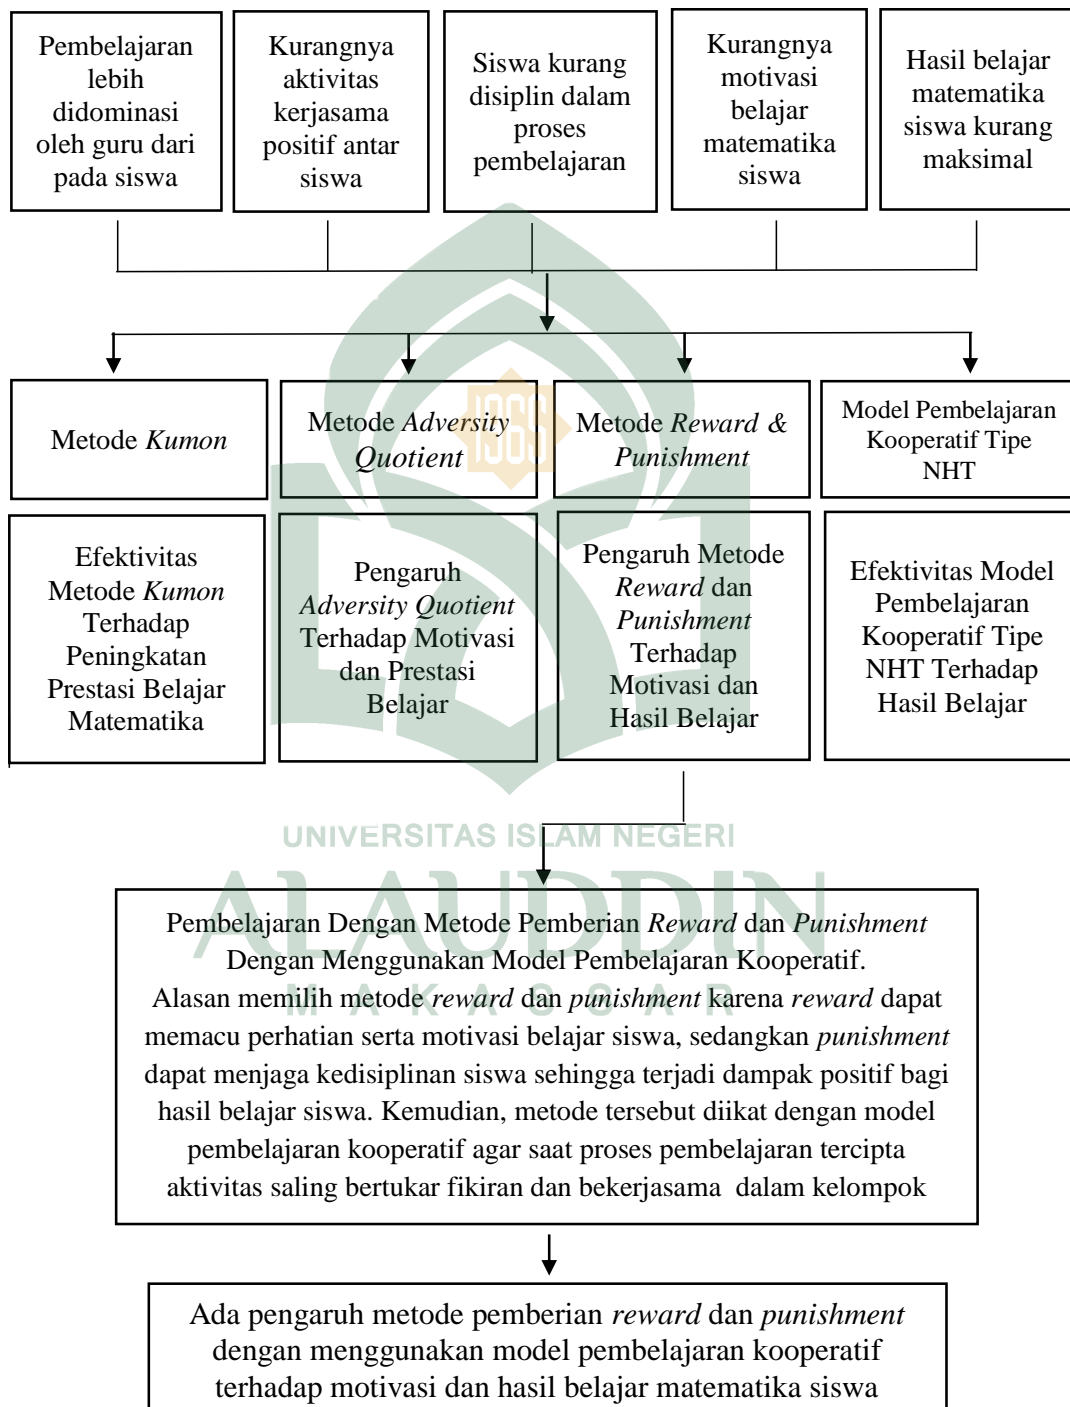 Pembelajaran
lebih
didominasi
oleh guru dari
pada siswa
Kurangnya
aktivitas
kerjasama
positif antar
siswa
Siswa kurang
disiplin dalam
proses
pembelajaran
Kurangnya
motivasi
belajar
matematika
siswa
Hasil belajar
matematika
siswa kurang
maksimal
Metode Kumon
Metode Adversity
Quotient
Metode Reward &
Punishment
Model Pembelajaran
Kooperatif Tipe
NHT
1965
Efektivitas
Metode Kumon
Terhadap
Peningkatan
Prestasi Belajar
Matematika
Pengaruh
Adversity Quotient
Terhadap Motivasi
dan Prestasi
Belajar
Pengaruh Metode
Reward dan
Punishment
Terhadap
Motivasi dan
Hasil Belajar
Efektivitas Model
Pembelajaran
Kooperatif Tipe
NHT Terhadap
Hasil Belajar
UNIVERSITAS ISLAM NEGERI
ALAUDDIN
MAKASSAR
Pembelajaran Dengan Metode Pemberian Reward dan Punishment
Dengan Menggunakan Model Pembelajaran Kooperatif.
Alasan memilih metode reward dan punishment karena reward dapat
memacu perhatian serta motivasi belajar siswa, sedangkan punishment
dapat menjaga kedisiplinan siswa sehingga terjadi dampak positif bagi
hasil belajar siswa. Kemudian, metode tersebut diikat dengan model
pembelajaran kooperatif agar saat proses pembelajaran tercipta
aktivitas saling bertukar fikiran dan bekerjasama dalam kelompok
Ada pengaruh metode pemberian reward dan punishment
dengan menggunakan model pembelajaran kooperatif
terhadap motivasi dan hasil belajar matematika siswa